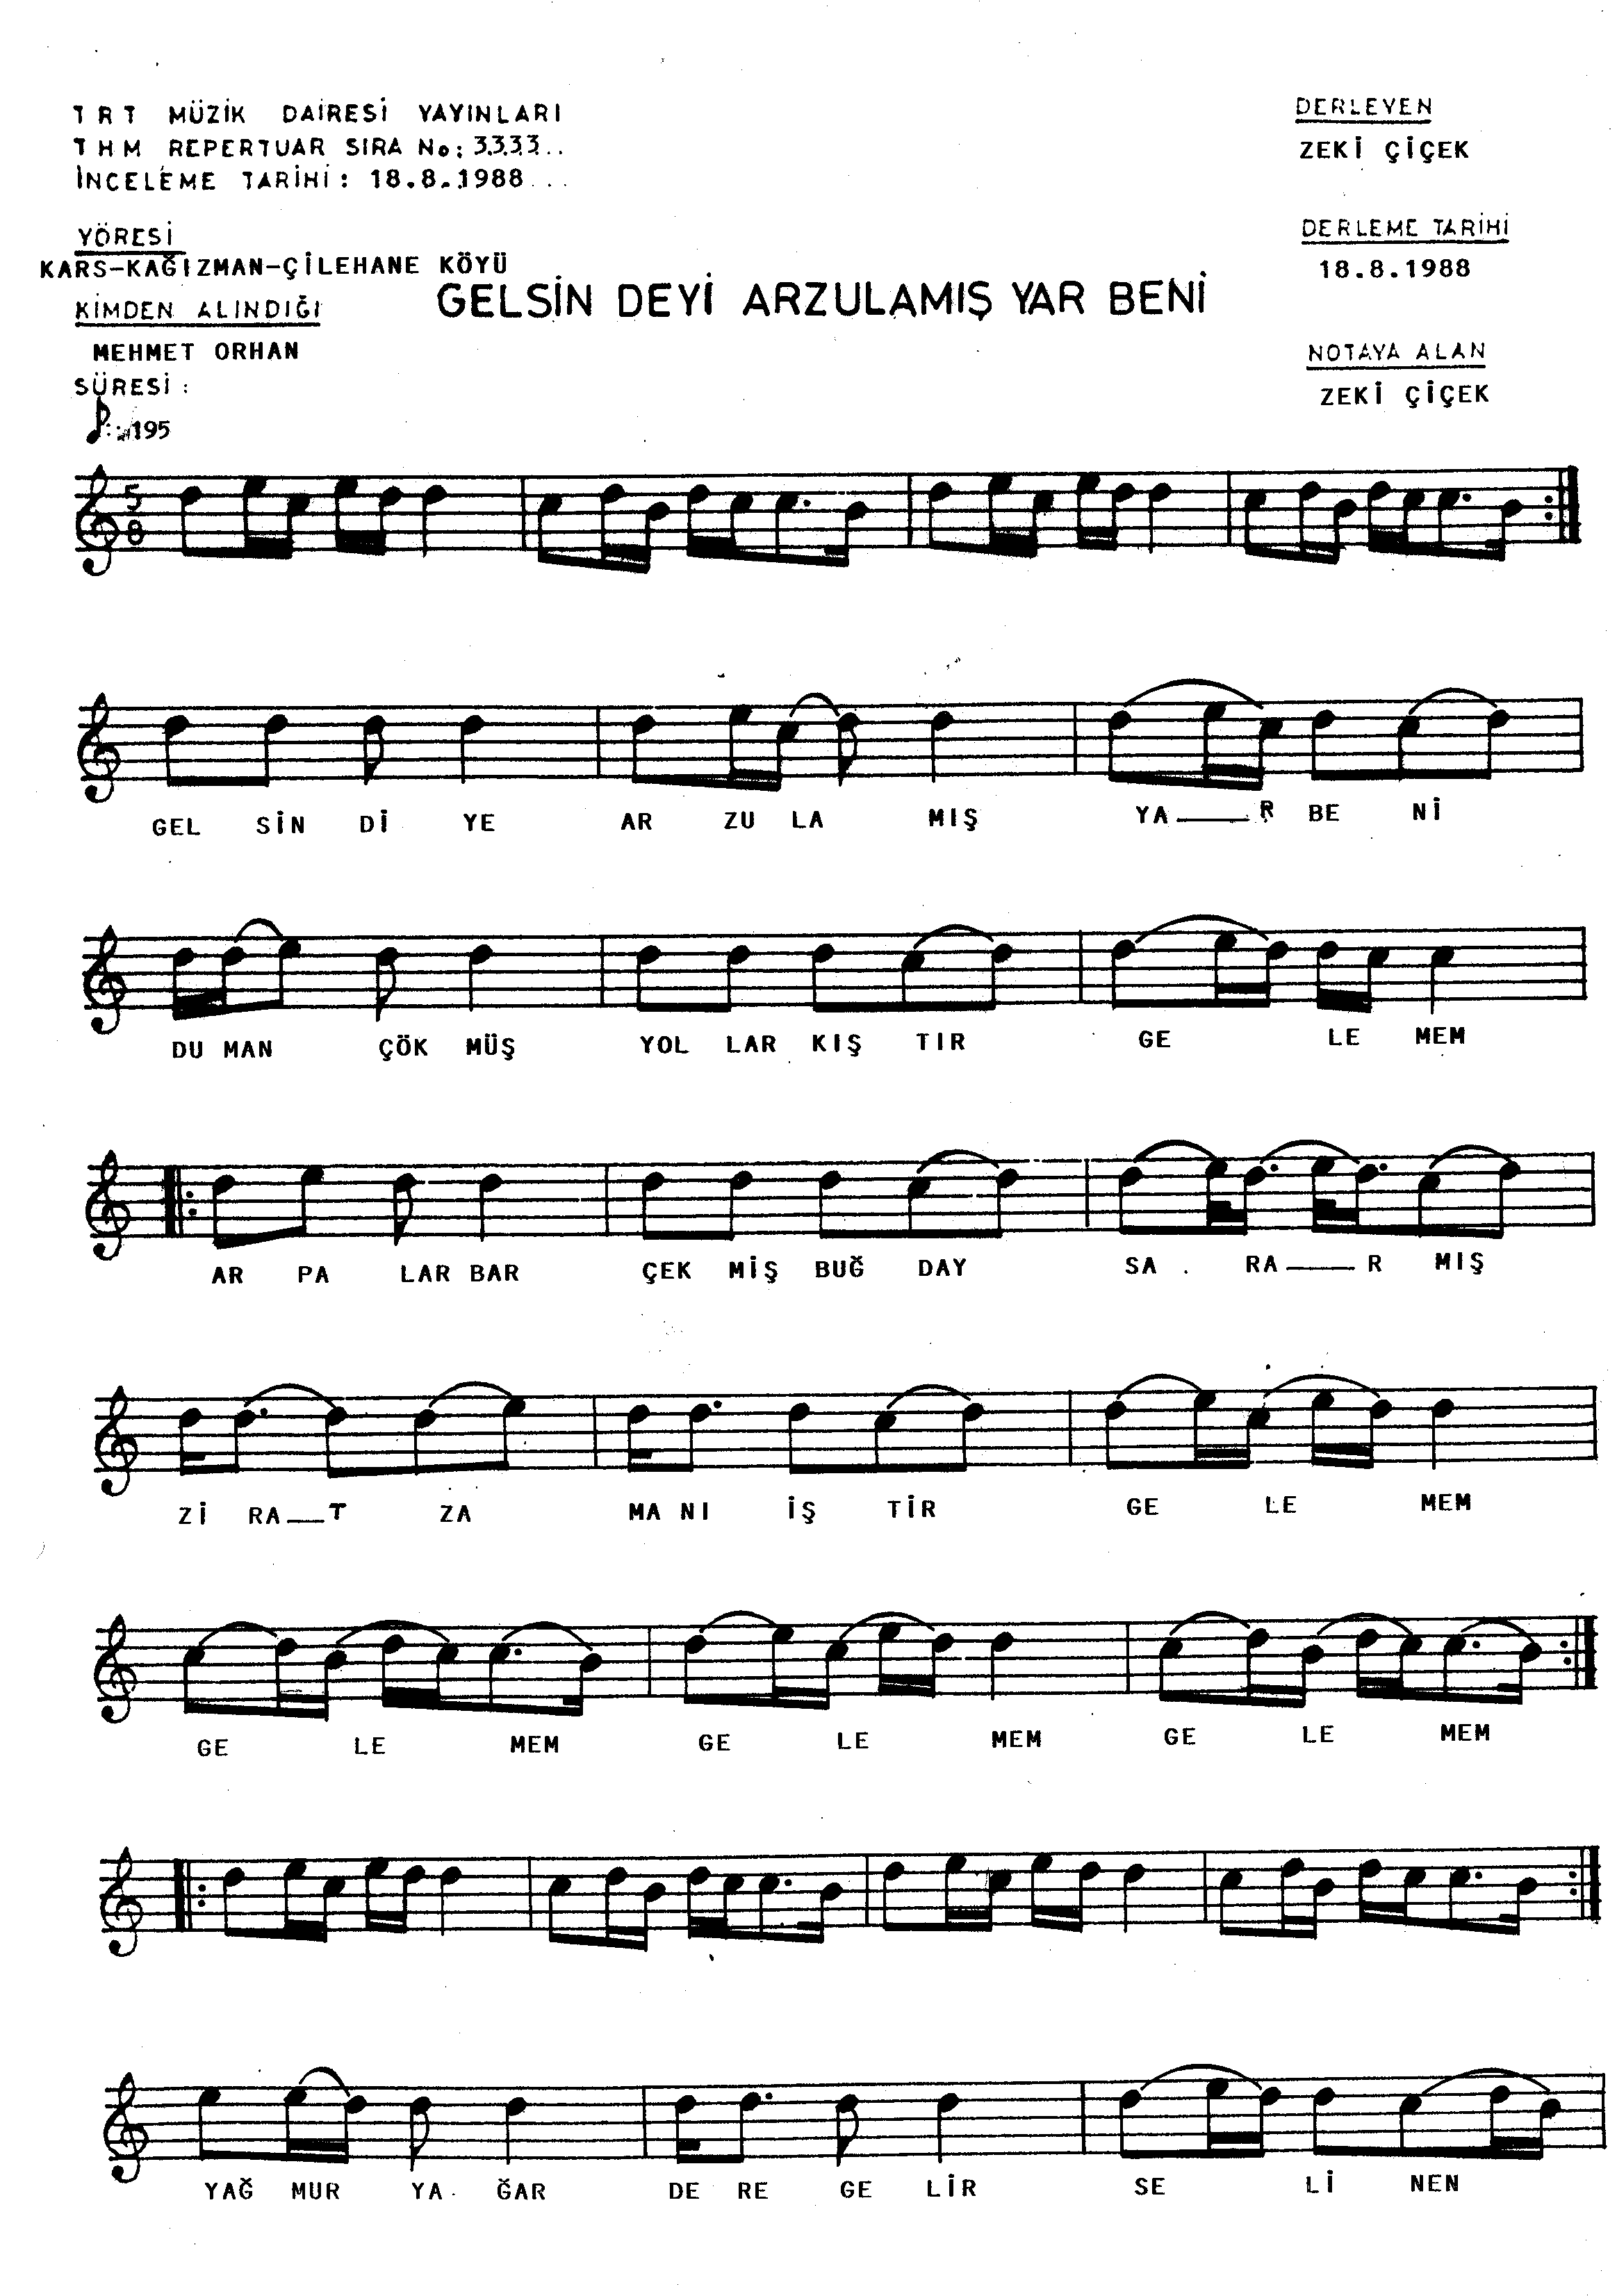 TRT MÜZİK DAİRESİ YAYINLARI
THM REPERTUAR SIRA No: 3333
İNCELEME TARİHİ: 18.8.1988
DERLEYEN
ZEKİ ÇİÇEK
YÖRESİ
KARS-KAĞIZMAN-ÇİLEHANE KÖYÜ
DERLEME TARİHİ
18.8.1988
KİMDEN ALINDIĞI
MEHMET ORHAN
GELSİN DEYİ ARZULAMIŞ YAR BENİ
NOTAYA ALAN
ZEKİ ÇİÇEK
SÜRESİ:
195
5
8
GEL SİN Dİ YE AR ZU LA MIŞ YA___R BE Nİ
DU MAN ÇÖK MÜŞ YOL LAR KIŞ TIR GE LE MEM
AR PA LAR BAR ÇEK MİŞ BUĞ DAY SA RA___R MIŞ
Zİ RA__T ZA MA NI İŞ TİR GE LE MEM
GE LE MEM GE LE MEM GE LE MEM
YAĞ MUR YA ĞAR DE RE GE LİR SE Lİ NEN